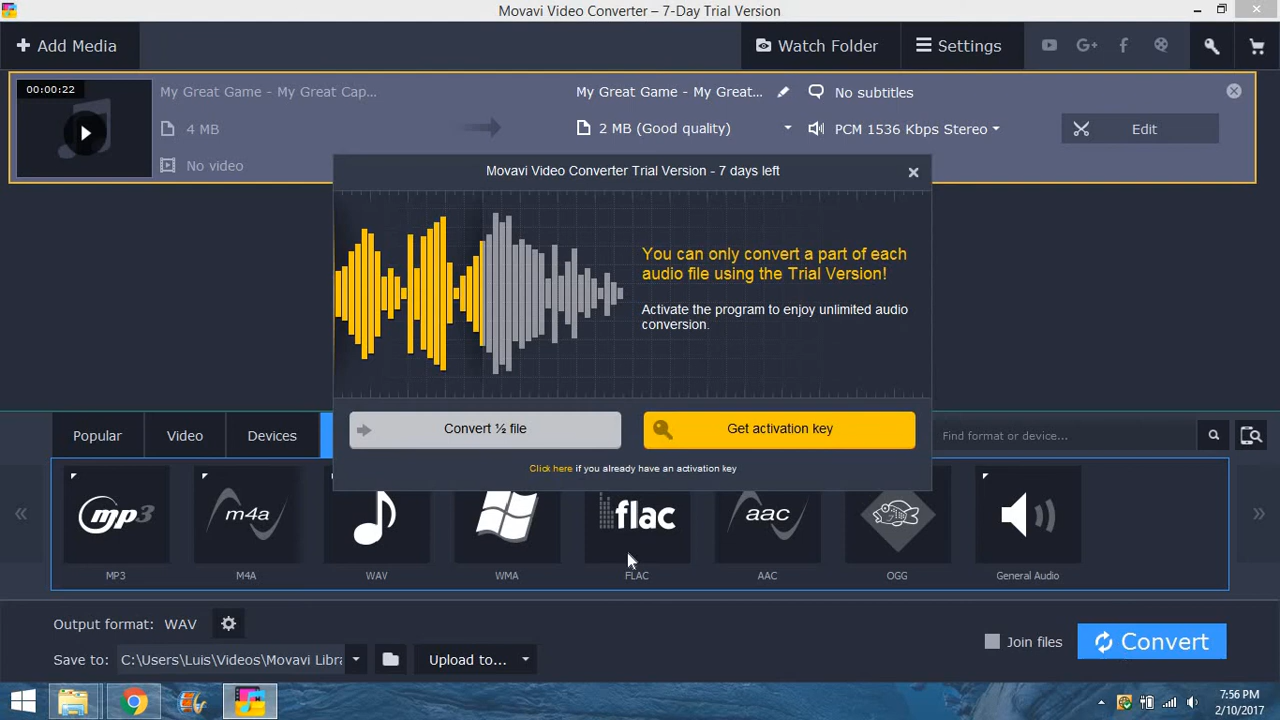 Movavi Video Converter – 7-Day Trial Version
Add Media
Watch Folder
Settings
00:00:22
My Great Game - My Great Cap...
4 MB
No video
My Great Game - My Great...
2 MB (Good quality)
No subtitles
PCM 1536 Kbps Stereo
Edit
Movavi Video Converter Trial Version - 7 days left
You can only convert a part of each
audio file using the Trial Version!
Activate the program to enjoy unlimited audio
conversion.
Convert ½ file
Get activation key
Click here if you already have an activation key
Popular
Video
Devices
Find format or device...
mp3
m4a
flac
aac
MP3
M4A
WAV
WMA
FLAC
AAC
OGG
General Audio
Output format: WAV
Save to: C:\Users\Luis\Videos\Movavi Libra
Upload to...
Join files
Convert
7:56 PM
2/10/2017